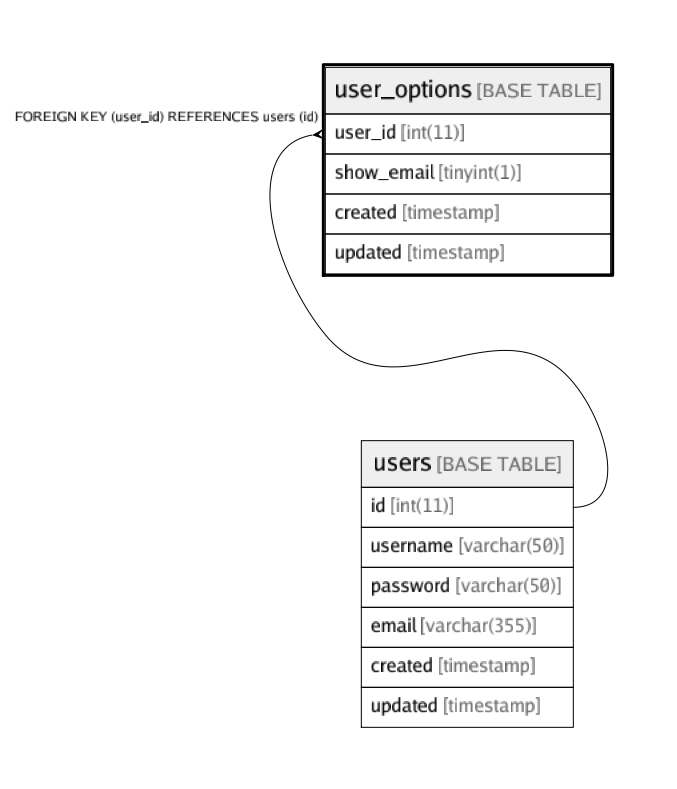 user_options [BASE TABLE]
FOREIGN KEY (user_id) REFERENCES users (id)
user_id [int(11)]
show_email [tinyint(1)]
created [timestamp]
updated [timestamp]
users [BASE TABLE]
id [int(11)]
username [varchar(50)]
password [varchar(50)]
email [varchar(355)]
created [timestamp]
updated [timestamp]